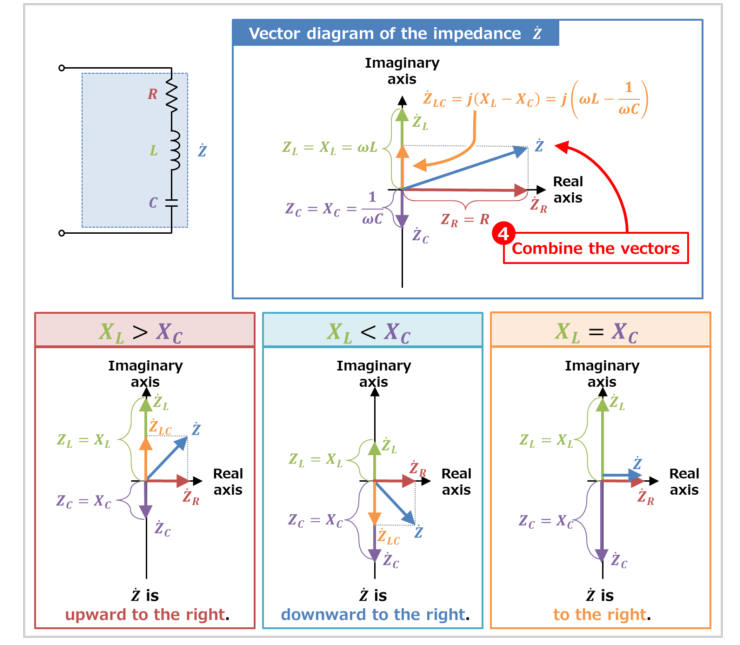 Vector diagram of the impedance Ż
R
L
C
Ż
Imaginary
axis
Ż_LC = j(X_L − X_C) = j(ωL − 1/ωC)
Ż_L
Z_L = X_L = ωL
Ż
Real
axis
Z_C = X_C = 1/ωC
Ż_R
Z_R = R
Ż_C
4
Combine the vectors
X_L > X_C
Imaginary
axis
Ż_L
Ż_LC
Ż
Z_L = X_L
Real
axis
Z_C = X_C
Ż_R
Ż_C
Ż is
upward to the right.
X_L < X_C
Imaginary
axis
Ż_L
Z_L = X_L
Ż_R
Real
axis
Z_C = X_C
Ż
Ż_LC
Ż_C
Ż is
downward to the right.
X_L = X_C
Imaginary
axis
Ż_L
Z_L = X_L
Ż
Real
axis
Ż_R
Z_C = X_C
Ż_C
Ż is
to the right.